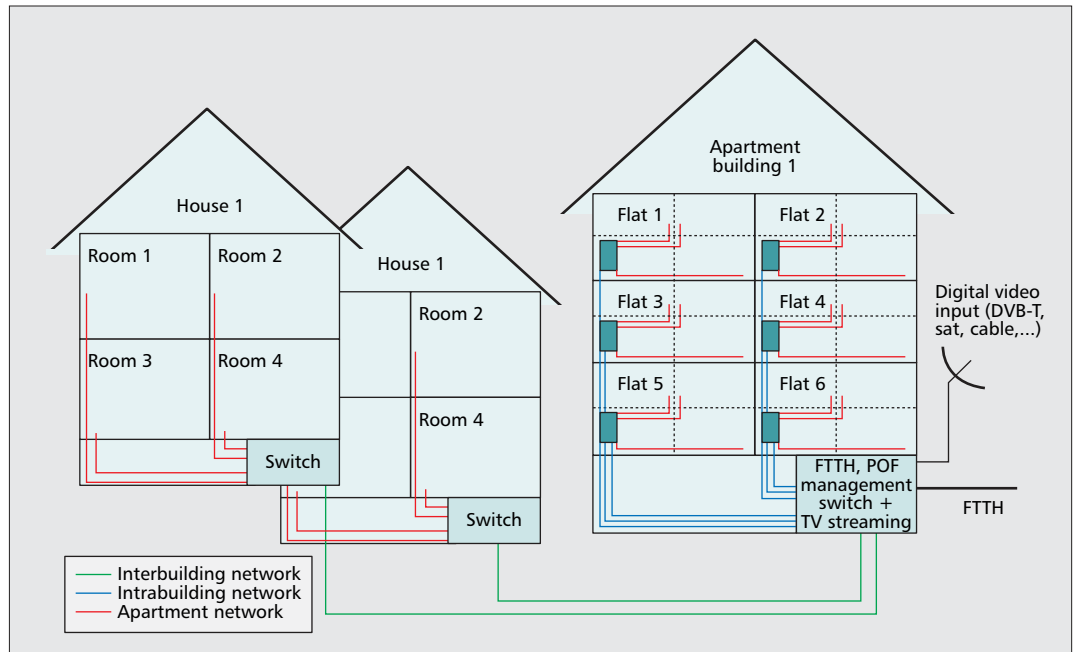 House 1
Room 1
Room 2
Room 3
Room 4
Switch
House 1
Room 2
Room 4
Switch
Apartment
building 1
Flat 1
Flat 2
Flat 3
Flat 4
Flat 5
Flat 6
FTTH, POF
management
switch +
TV streaming
Digital video
input (DVB-T,
sat, cable,...)
FTTH
Interbuilding network
Intrabuilding network
Apartment network